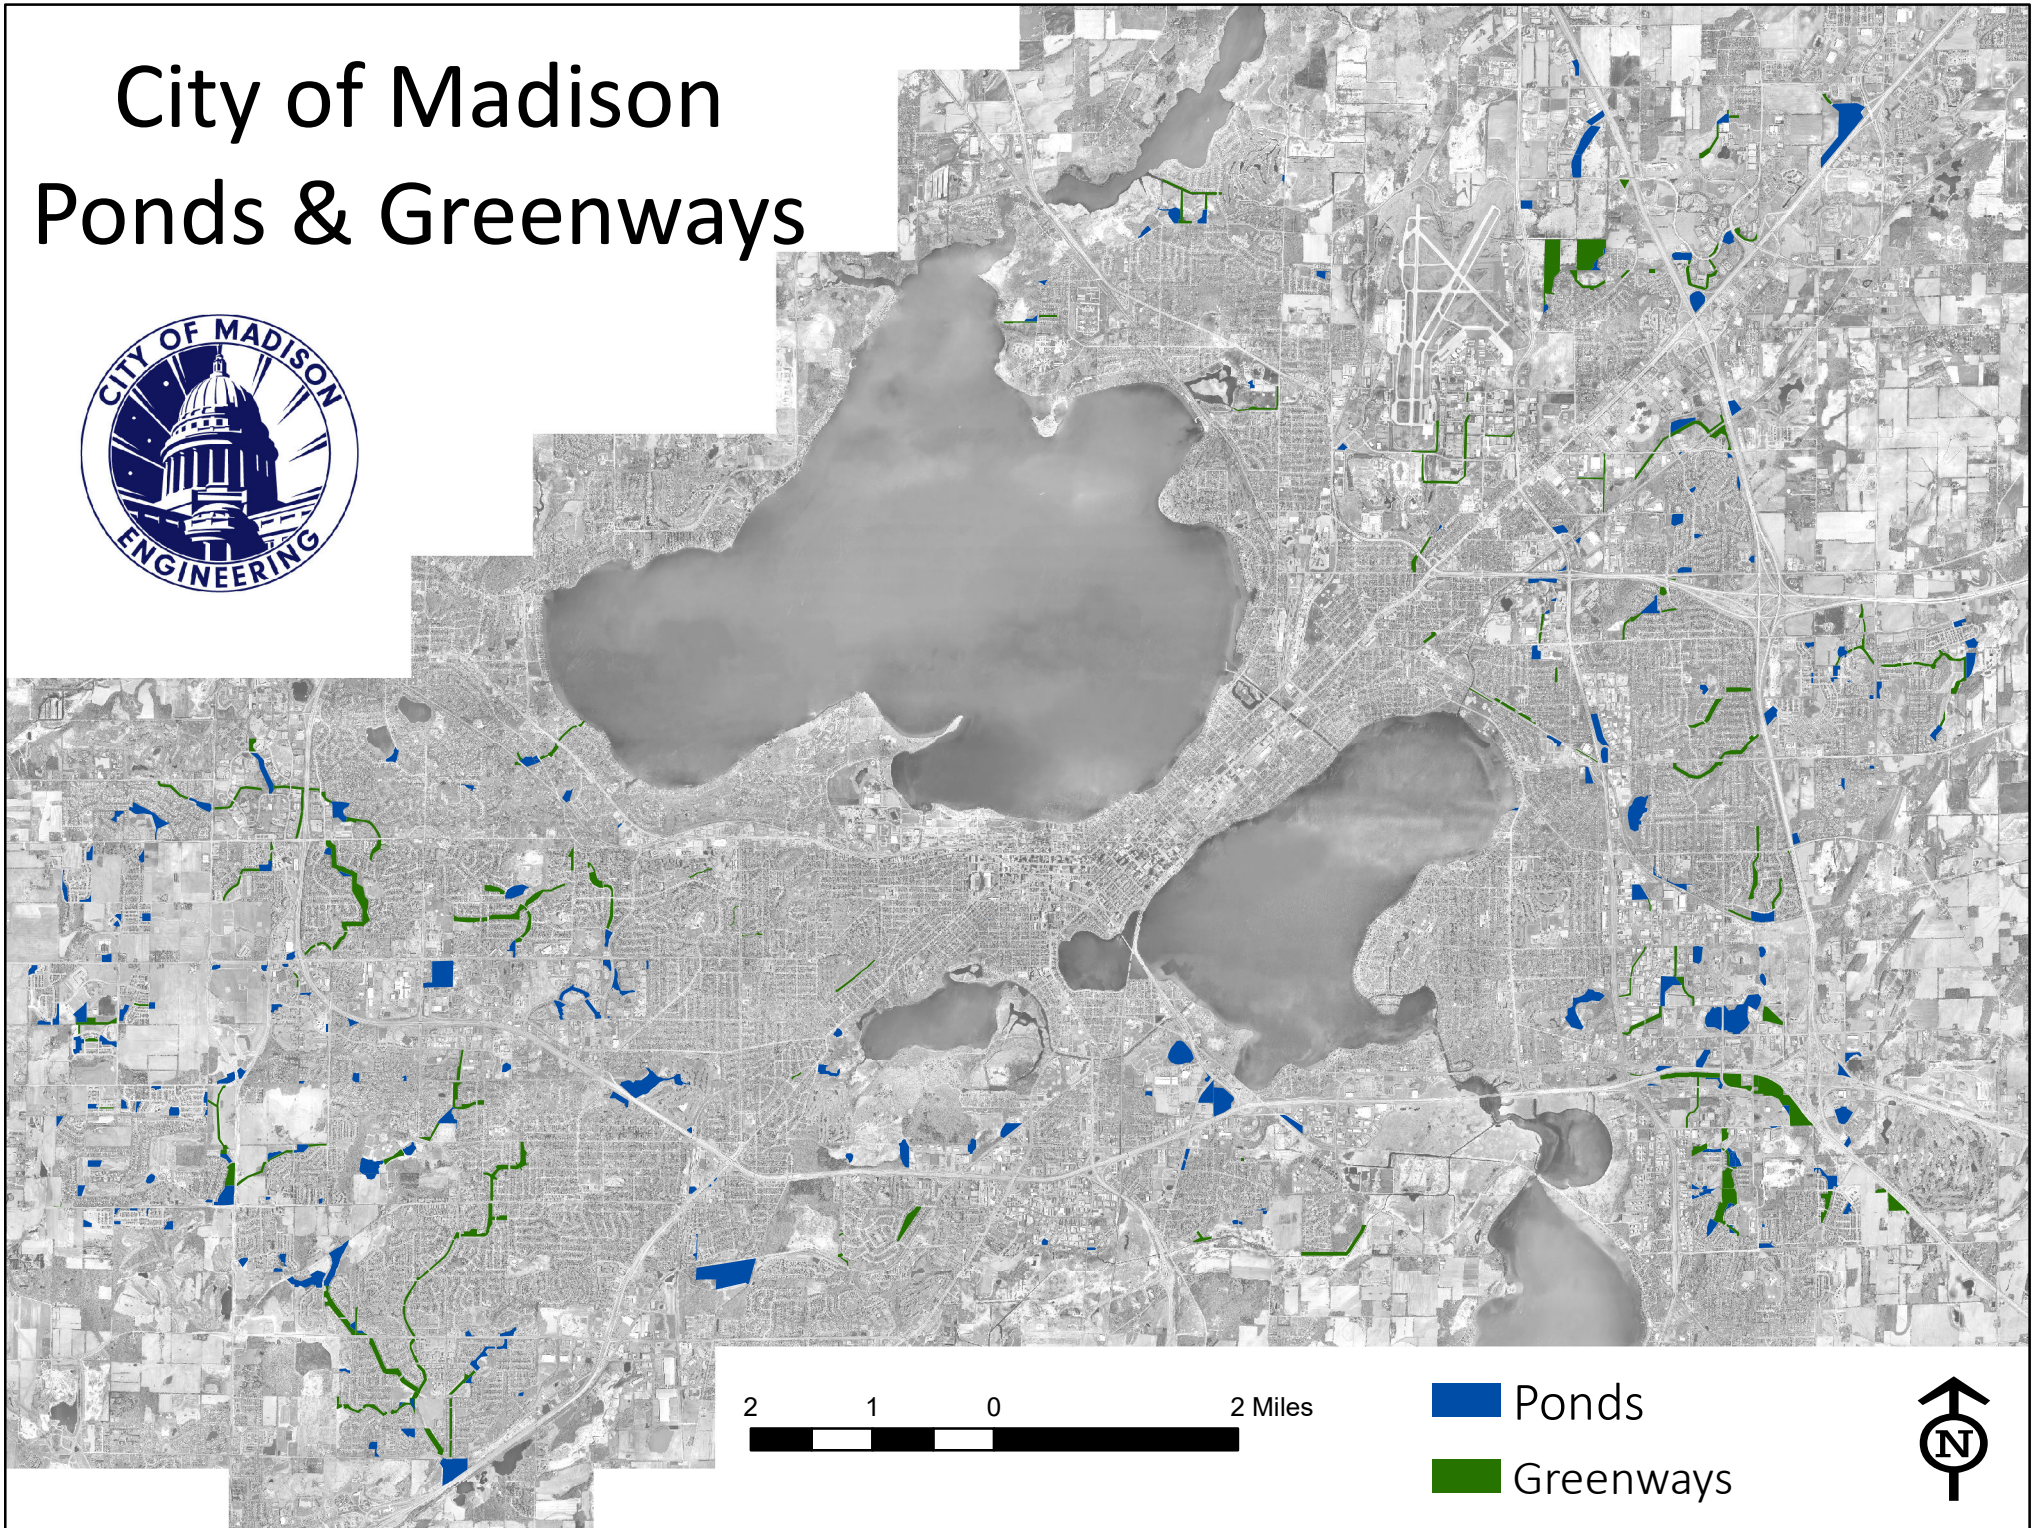 City of Madison
Ponds & Greenways
CITY OF MADISON
ENGINEERING
2 1 0 2 Miles
Ponds
Greenways
N